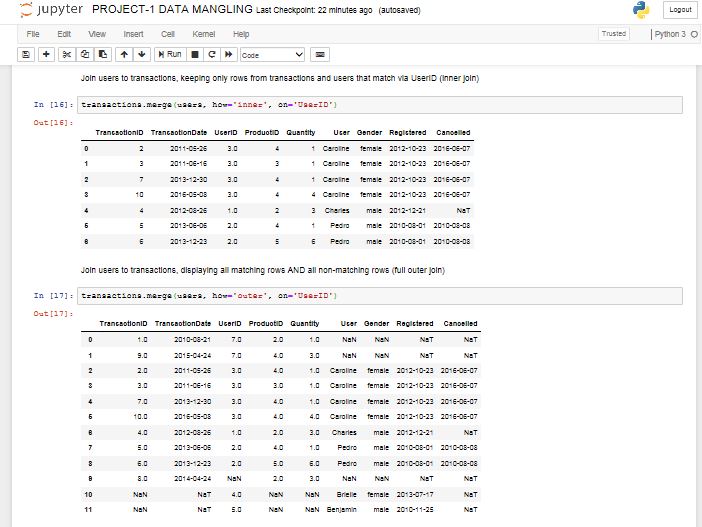 jupyter PROJECT-1 DATA MANGLING Last Checkpoint: 22 minutes ago (autosaved) Logout
File Edit View Insert Cell Kernel Help Trusted Python 3
Run Code
Join users to transactions, keeping only rows from transactions and users that match via UserID (inner join)
In [16]: transactions.merge(users, how='inner', on='UserID')
Out[16]:
TransactionID TransactionDate UserID ProductID Quantity User Gender Registered Cancelled
0 2 2011-05-26 3.0 4 1 Caroline female 2012-10-23 2016-06-07
1 3 2011-06-16 3.0 3 1 Caroline female 2012-10-23 2016-06-07
2 7 2013-12-30 3.0 4 1 Caroline female 2012-10-23 2016-06-07
3 10 2016-05-08 3.0 4 4 Caroline female 2012-10-23 2016-06-07
4 4 2012-08-26 1.0 2 3 Charles male 2012-12-21 NaT
5 5 2013-06-06 2.0 4 1 Pedro male 2010-08-01 2010-08-08
6 6 2013-12-23 2.0 5 6 Pedro male 2010-08-01 2010-08-08
Join users to transactions, displaying all matching rows AND all non-matching rows (full outer join)
In [17]: transactions.merge(users, how='outer', on='UserID')
Out[17]:
TransactionID TransactionDate UserID ProductID Quantity User Gender Registered Cancelled
0 1.0 2010-08-21 7.0 2.0 1.0 NaN NaN NaT NaT
1 9.0 2015-04-24 7.0 4.0 3.0 NaN NaN NaT NaT
2 2.0 2011-05-26 3.0 4.0 1.0 Caroline female 2012-10-23 2016-06-07
3 3.0 2011-06-16 3.0 3.0 1.0 Caroline female 2012-10-23 2016-06-07
4 7.0 2013-12-30 3.0 4.0 1.0 Caroline female 2012-10-23 2016-06-07
5 10.0 2016-05-08 3.0 4.0 4.0 Caroline female 2012-10-23 2016-06-07
6 4.0 2012-08-26 1.0 2.0 3.0 Charles male 2012-12-21 NaT
7 5.0 2013-06-06 2.0 4.0 1.0 Pedro male 2010-08-01 2010-08-08
8 6.0 2013-12-23 2.0 5.0 6.0 Pedro male 2010-08-01 2010-08-08
9 8.0 2014-04-24 NaN 2.0 3.0 NaN NaN NaT NaT
10 NaN NaT 4.0 NaN NaN Brielle female 2013-07-17 NaT
11 NaN NaT 5.0 NaN NaN Benjamin male 2010-11-25 NaT